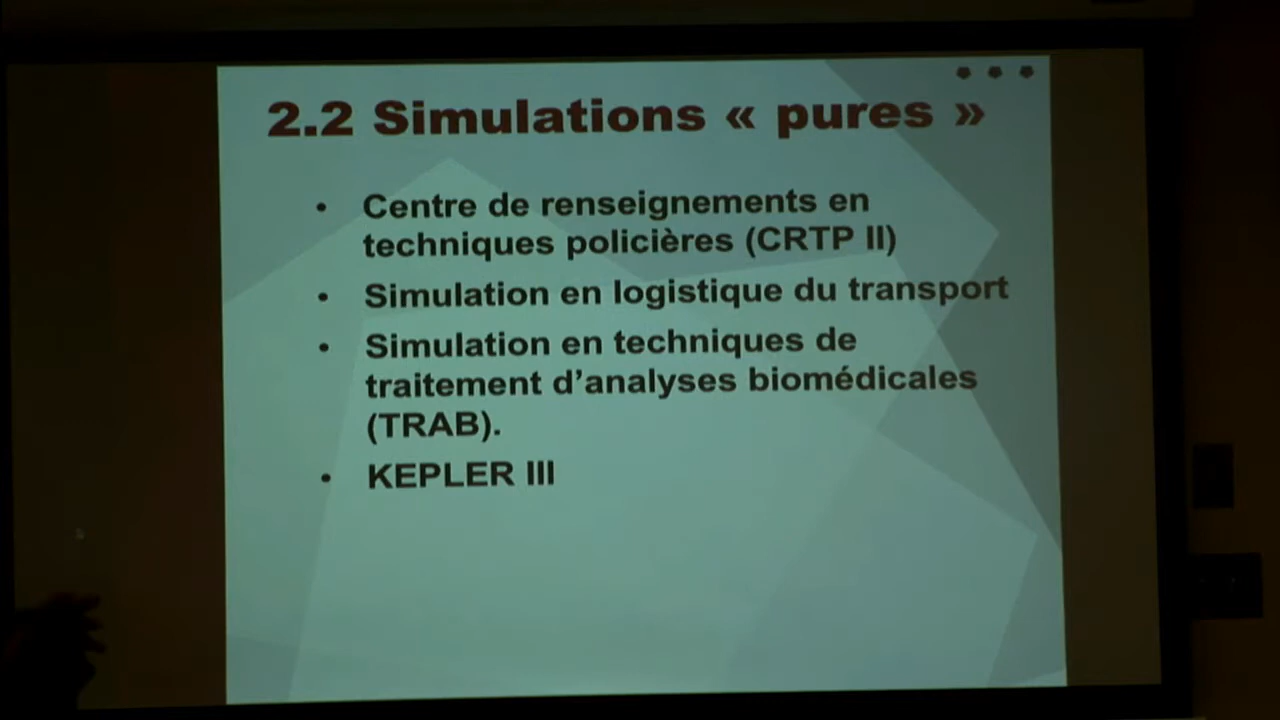 2.2 Simulations « pures »
• Centre de renseignements en
techniques policières (CRTP II)
• Simulation en logistique du transport
• Simulation en techniques de
traitement d’analyses biomédicales
(TRAB).
• KEPLER III